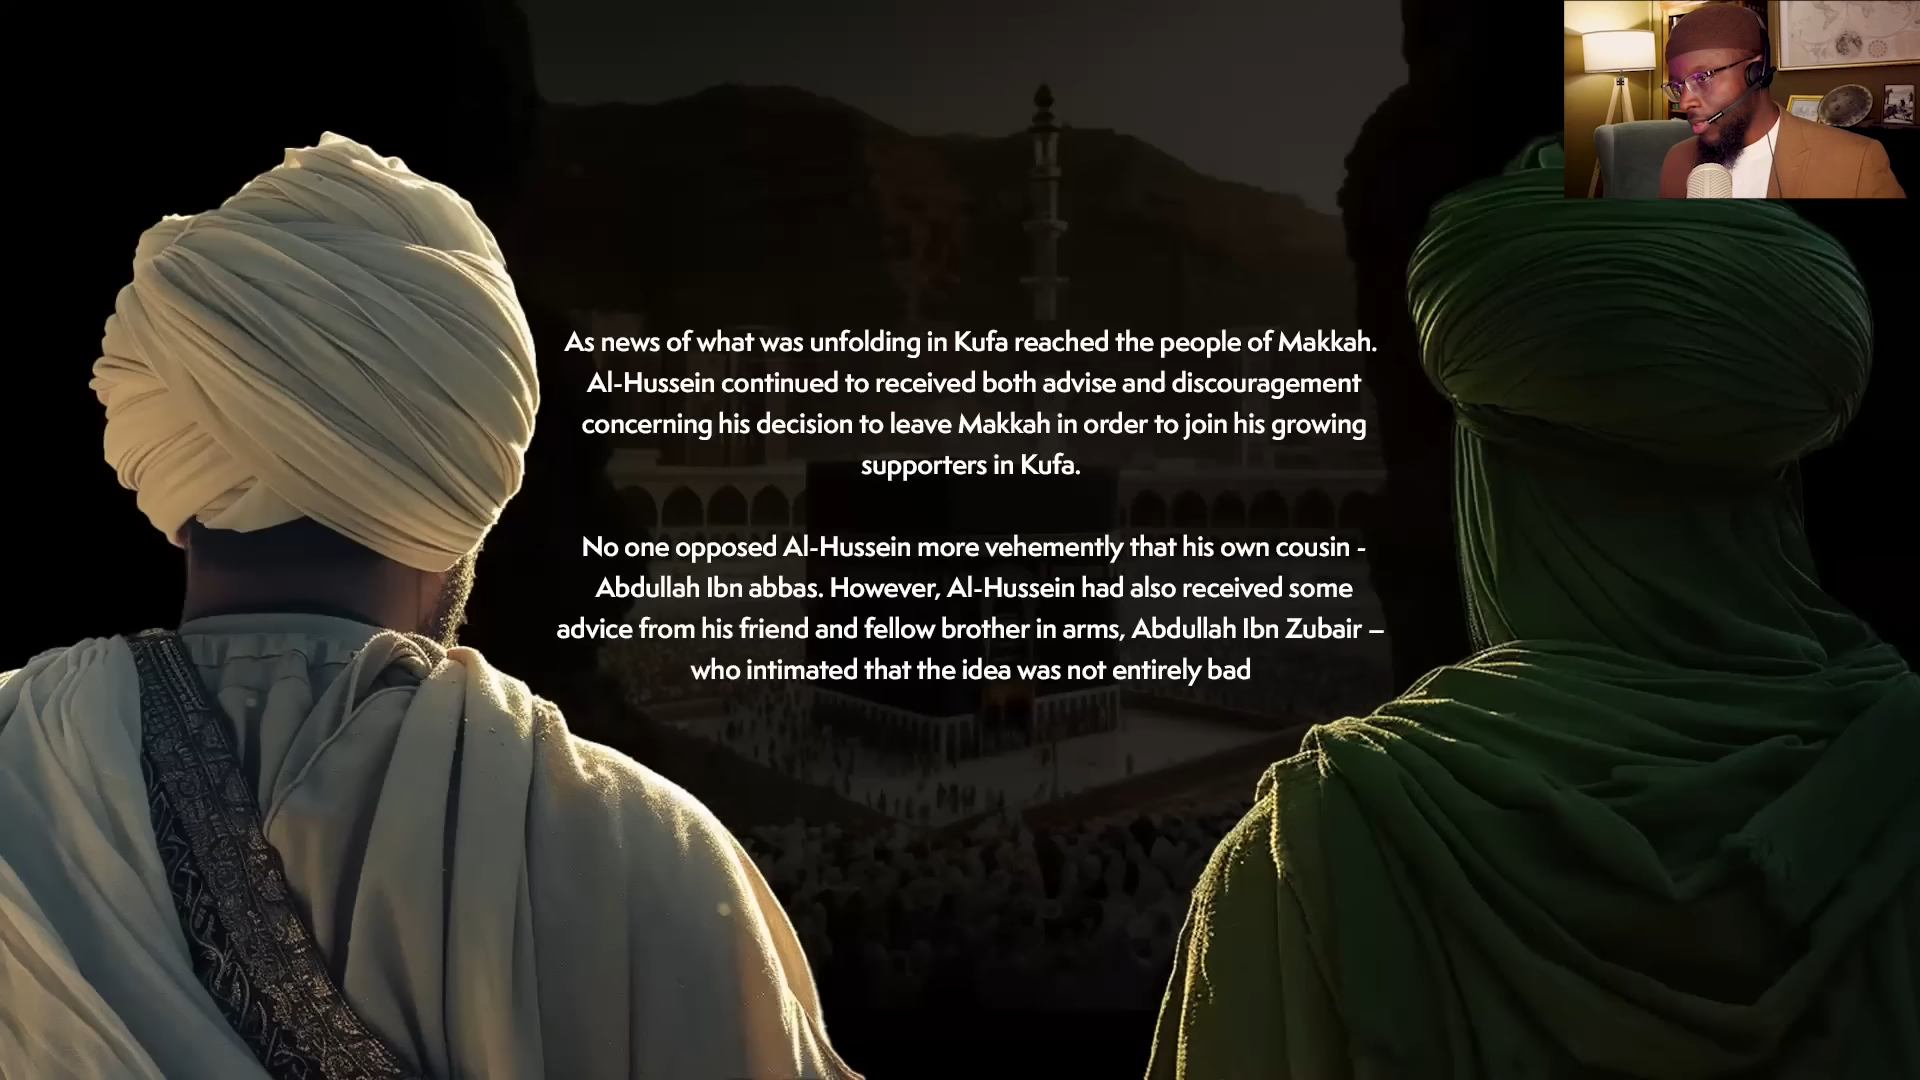 As news of what was unfolding in Kufa reached the people of Makkah.
Al-Hussein continued to received both advise and discouragement
concerning his decision to leave Makkah in order to join his growing
supporters in Kufa.
No one opposed Al-Hussein more vehemently that his own cousin -
Abdullah Ibn abbas. However, Al-Hussein had also received some
advice from his friend and fellow brother in arms, Abdullah Ibn Zubair –
who intimated that the idea was not entirely bad